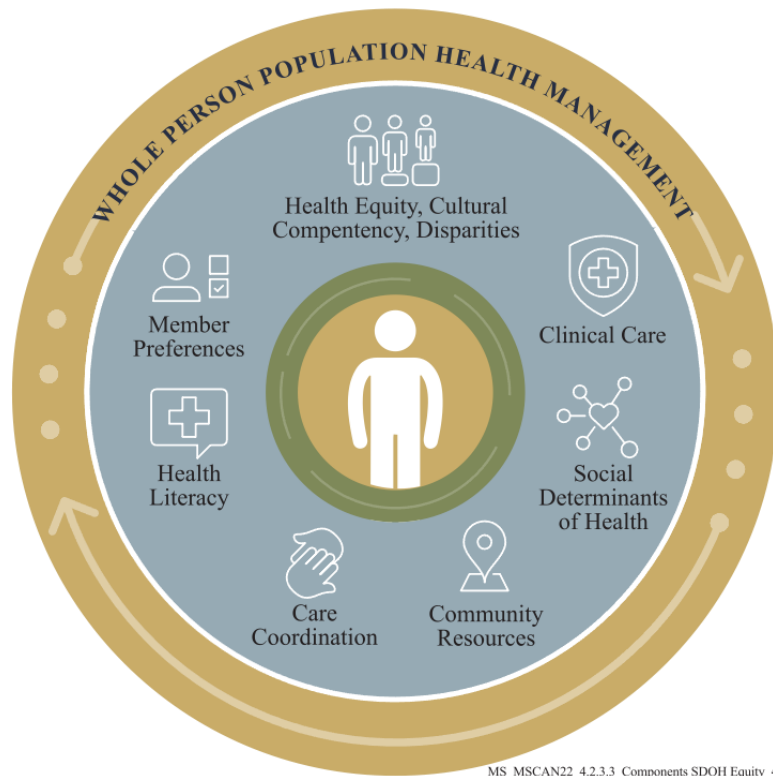 WHOLE PERSON POPULATION HEALTH MANAGEMENT
Health Equity, Cultural
Compentency, Disparities
Member
Preferences
Clinical Care
Health
Literacy
Social
Determinants
of Health
Care
Coordination
Community
Resources
MS_MSCAN22_4.2.3.3_Components SDOH Equity_4